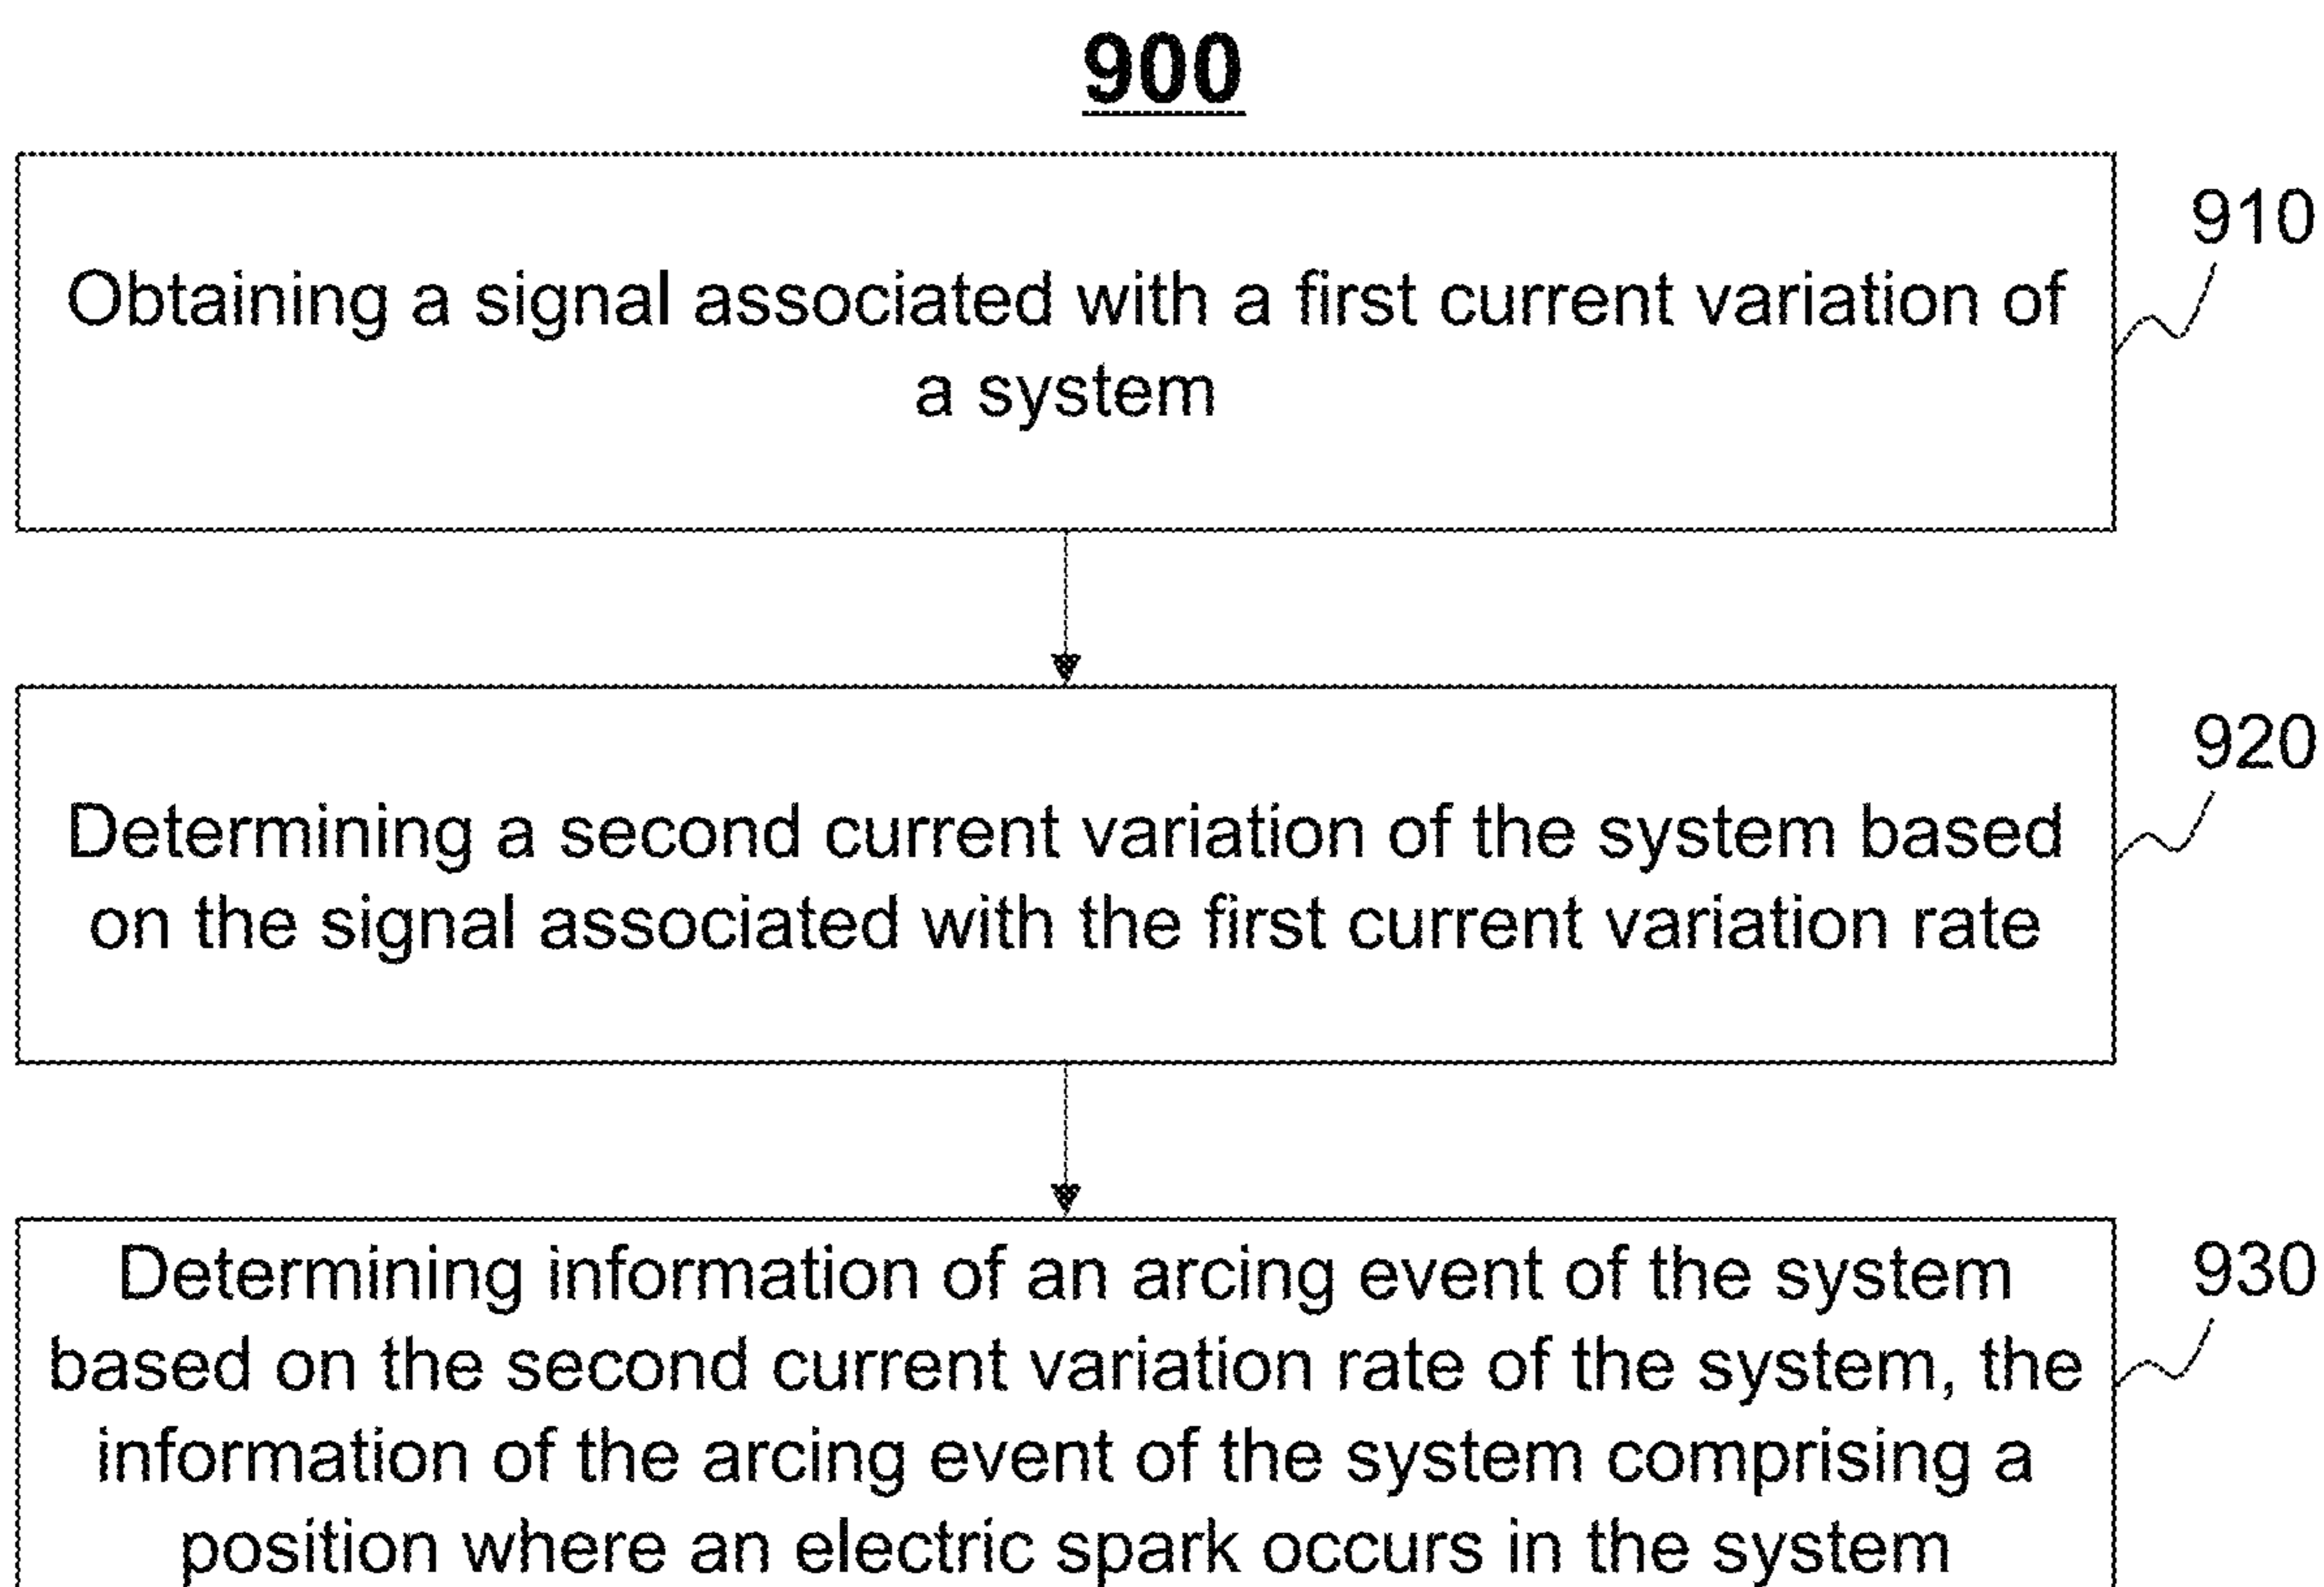 900
Obtaining a signal associated with a first current variation of
a system
910
Determining a second current variation of the system based
on the signal associated with the first current variation rate
920
Determining information of an arcing event of the system
based on the second current variation rate of the system, the
information of the arcing event of the system comprising a
position where an electric spark occurs in the system
930